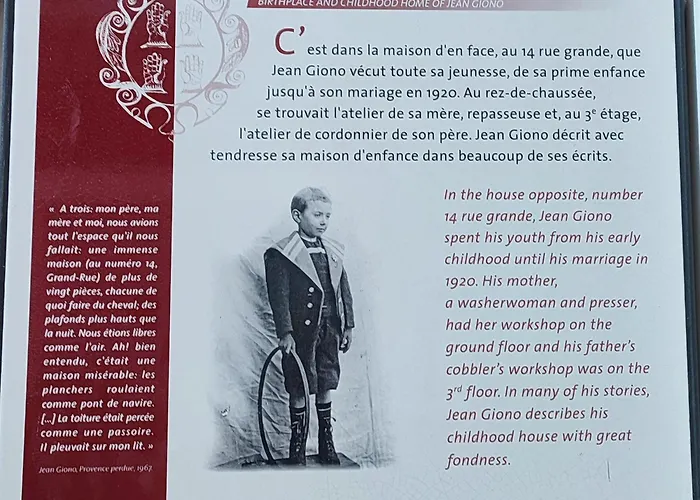 BIRTHPLACE AND CHILDHOOD HOME OF JEAN GIONO
C'est dans la maison d'en face, au 14 rue grande, que
Jean Giono vécut toute sa jeunesse, de sa prime enfance
jusqu'à son mariage en 1920. Au rez-de-chaussée,
se trouvait l'atelier de sa mère, repasseuse et, au 3e étage,
l'atelier de cordonnier de son père. Jean Giono décrit avec
tendresse sa maison d'enfance dans beaucoup de ses écrits.
« A trois: mon père, ma
mère et moi, nous avions
tout l'espace qu'il nous
fallait: une immense
maison (au numéro 14,
Grand-Rue) de plus de
vingt pièces, chacune de
quoi faire du cheval; des
plafonds plus hauts que
la nuit. Nous étions libres
comme l'air. Ah! bien
entendu, c'était une
maison misérable: les
planchers roulaient
comme pont de navire.
[...] La toiture était percée
comme une passoire.
Il pleuvait sur mon lit. »
Jean Giono, Provence perdue, 1967
In the house opposite, number
14 rue grande, Jean Giono
spent his youth from his early
childhood until his marriage in
1920. His mother,
a washerwoman and presser,
had her workshop on the
ground floor and his father's
cobbler's workshop was on the
3rd floor. In many of his stories,
Jean Giono describes his
childhood house with great
fondness.